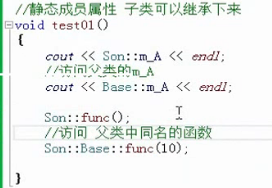 //静态成员属性 子类可以继承下来
void test01()
{
cout << Son::m_A << endl;
//访问父类的m_A
cout << Base::m_A << endl;
Son::func();
//访问 父类中同名的函数
Son::Base::func(10);
}